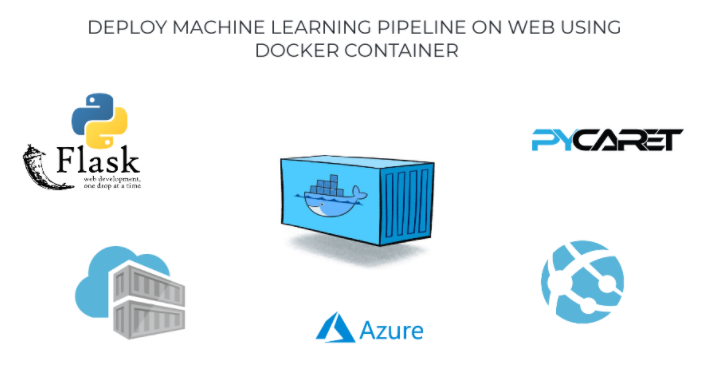 DEPLOY MACHINE LEARNING PIPELINE ON WEB USING
DOCKER CONTAINER
Flask
web development,
one drop at a time
PYCARET
Azure